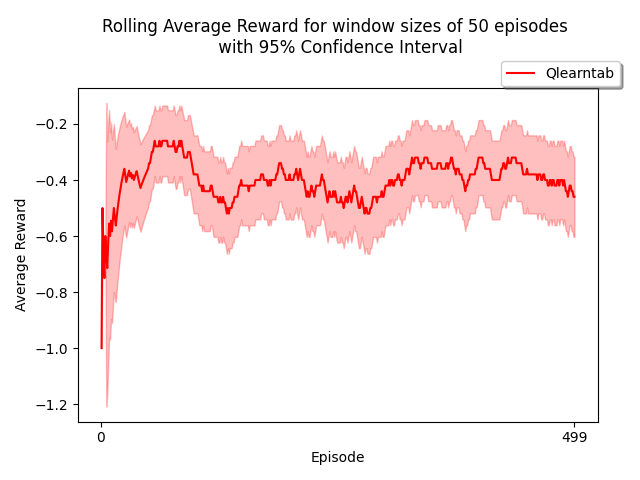 Rolling Average Reward for window sizes of 50 episodes
with 95% Confidence Interval
Qlearntab
−0.2
−0.4
−0.6
−0.8
−1.0
−1.2
Average Reward
0
499
Episode